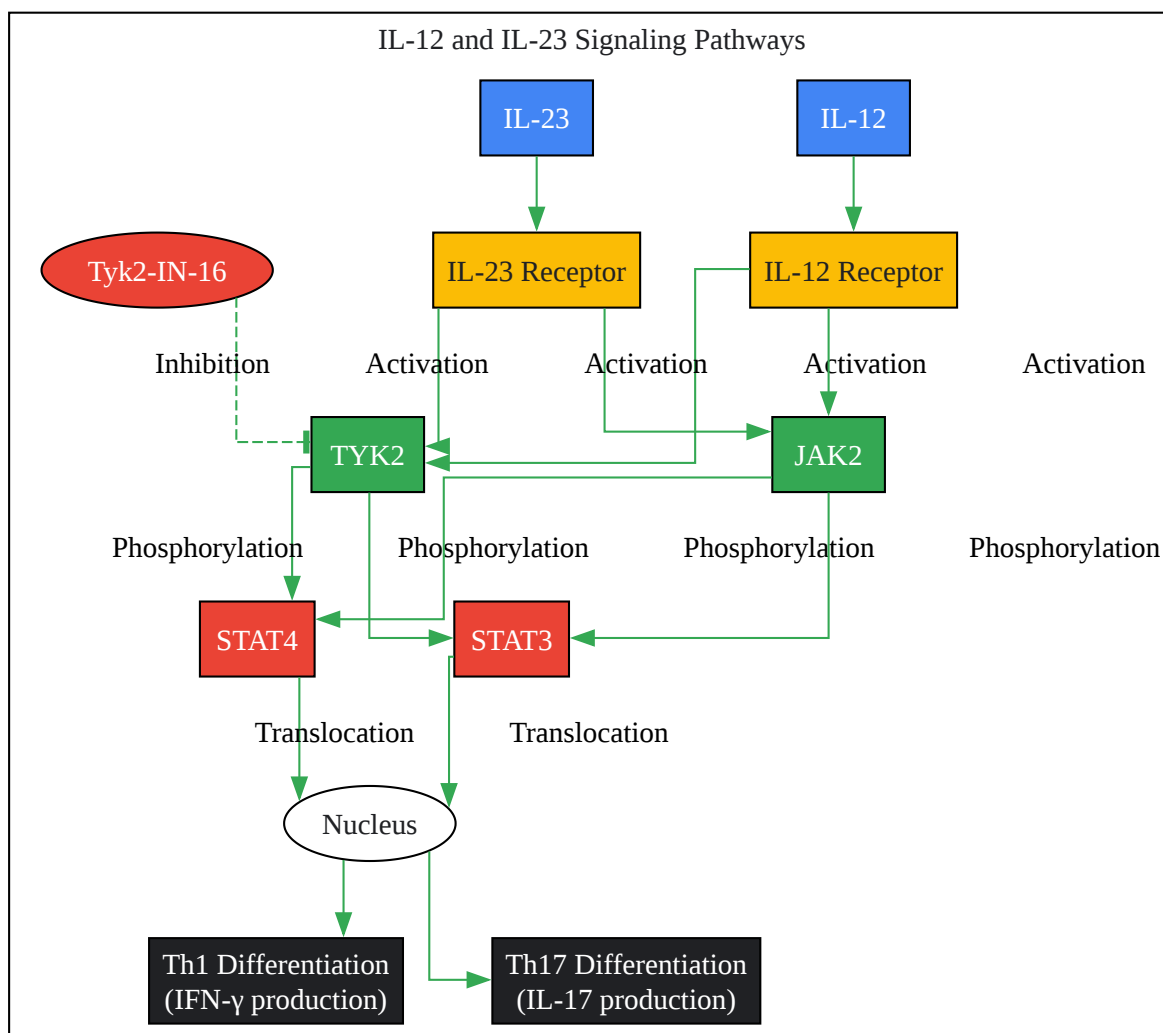 IL-12 and IL-23 Signaling Pathways
IL-23
IL-12
Tyk2-IN-16
IL-23 Receptor
IL-12 Receptor
Inhibition
Activation
Activation
Activation
Activation
TYK2
JAK2
Phosphorylation
Phosphorylation
Phosphorylation
Phosphorylation
STAT4
STAT3
Translocation
Translocation
Nucleus
Th1 Differentiation
(IFN-γ production)
Th17 Differentiation
(IL-17 production)